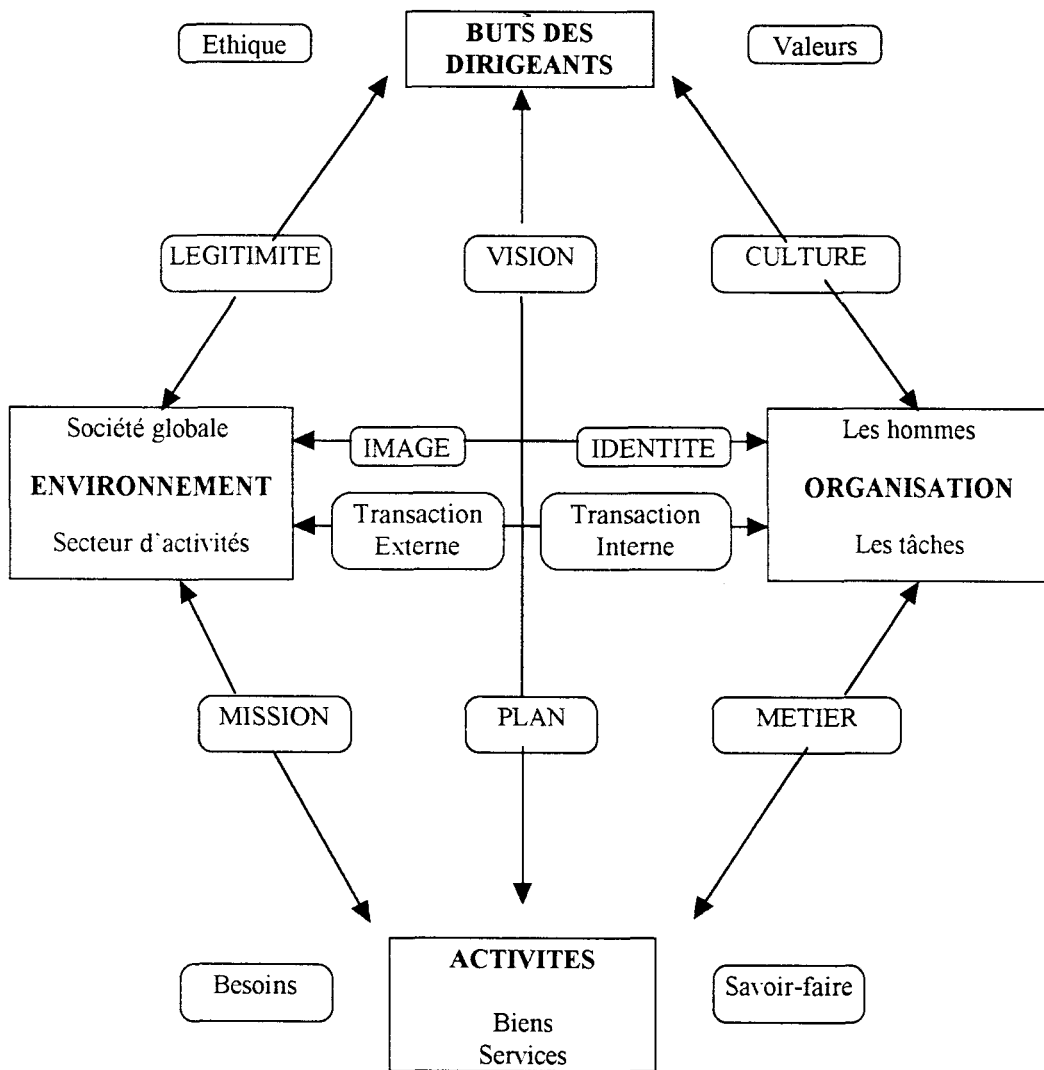 Ethique
BUTS DES
DIRIGEANTS
Valeurs
LEGITIMITE
VISION
CULTURE
Société globale
ENVIRONNEMENT
Secteur d'activités
IMAGE
IDENTITE
Transaction
Externe
Transaction
Interne
Les hommes
ORGANISATION
Les tâches
MISSION
PLAN
METIER
Besoins
ACTIVITES
Biens
Services
Savoir-faire